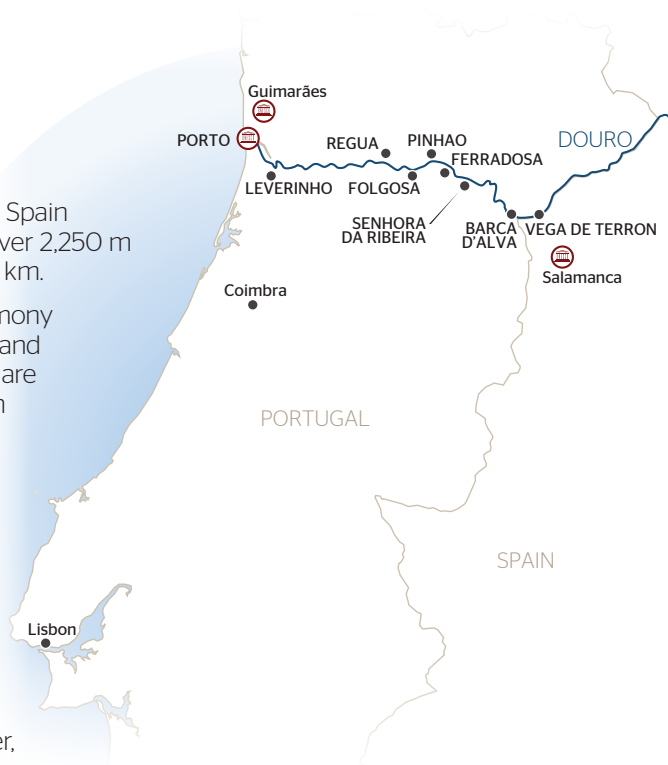 Spain
ver 2,250 m
km.
mony
and
are
n
er,
Guimarães
PORTO
REGUA
PINHAO
DOURO
FERRADOSA
LEVERINHO
FOLGOSA
SENHORA
DA RIBEIRA
BARCA
D'ALVA
VEGA DE TERRON
Salamanca
Coimbra
PORTUGAL
SPAIN
Lisbon